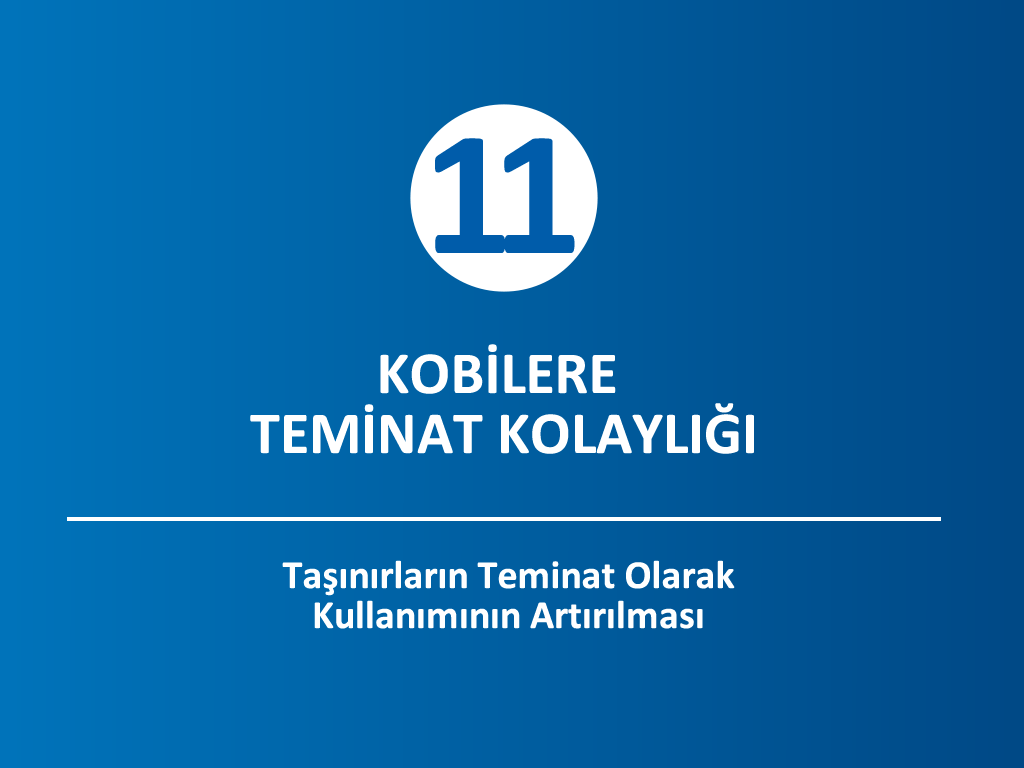 11
KOBİLERE
TEMİNAT KOLAYLIĞI
Taşınırların Teminat Olarak
Kullanımının Artırılması